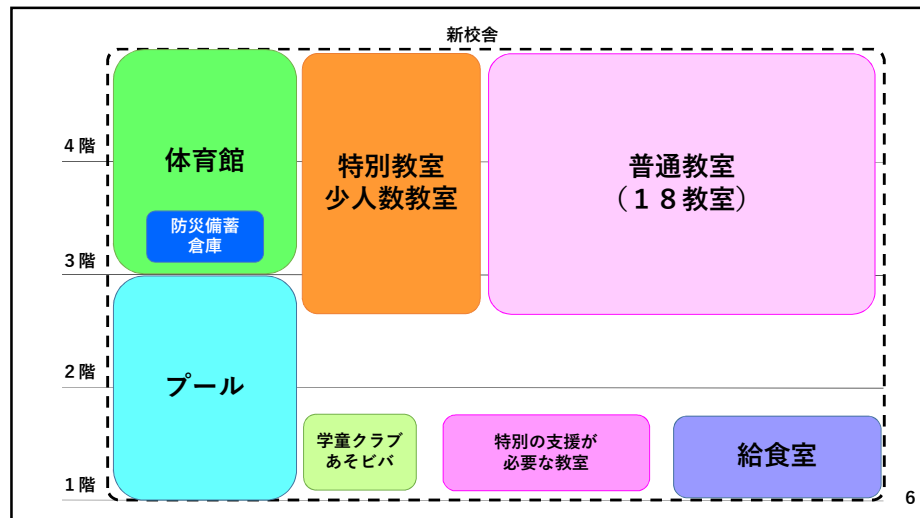 新校舎
4階
体育館
特別教室
少人数教室
普通教室
（１８教室）
防災備蓄
倉庫
3階
2階
プール
学童クラブ
あそビバ
特別の支援が
必要な教室
給食室
1階
6